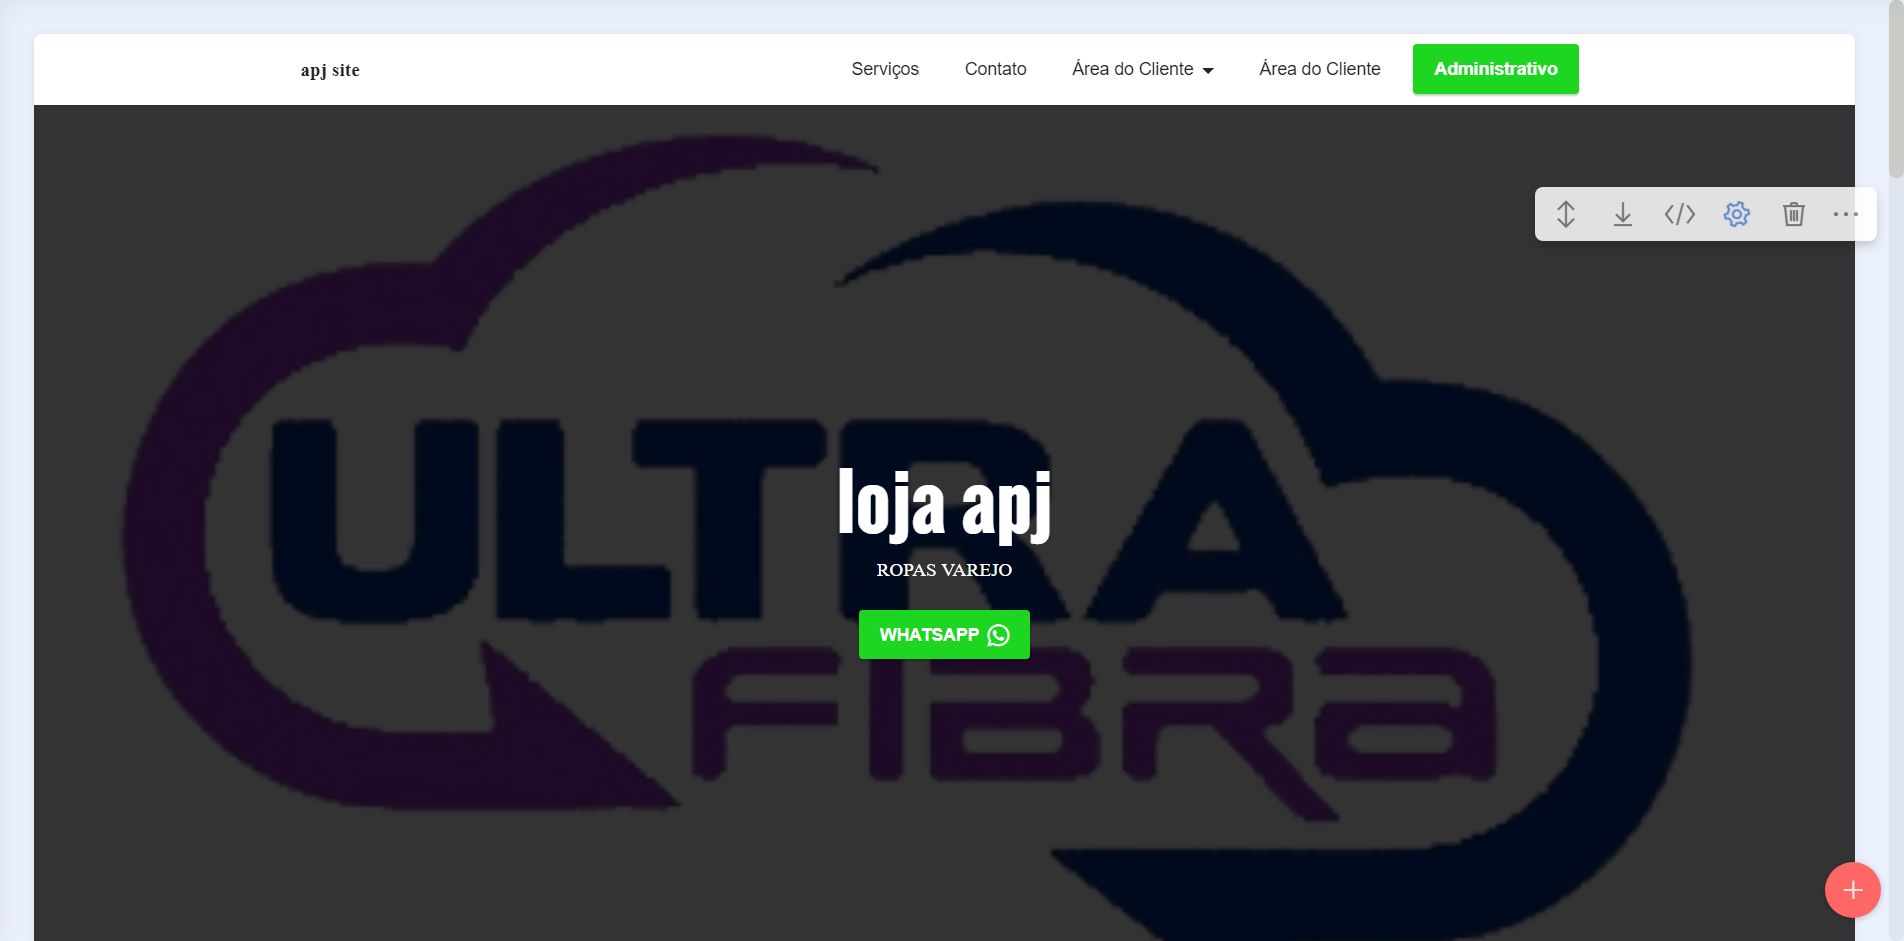 apj site
Serviços
Contato
Área do Cliente
Área do Cliente
Administrativo
ULTRA
loja apj
ROPAS VAREJO
WHATSAPP
FIBRA